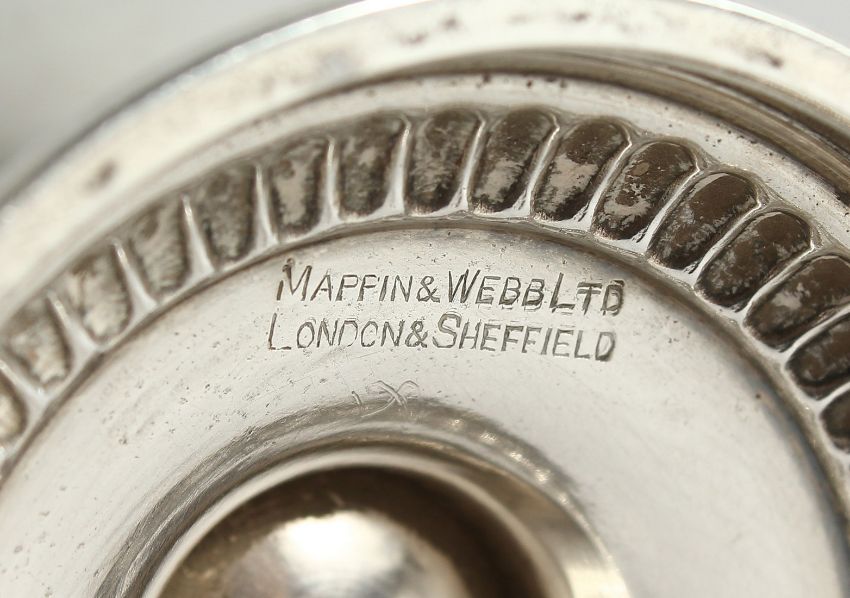 MAPPIN & WEBB LTD
LONDON & SHEFFIELD